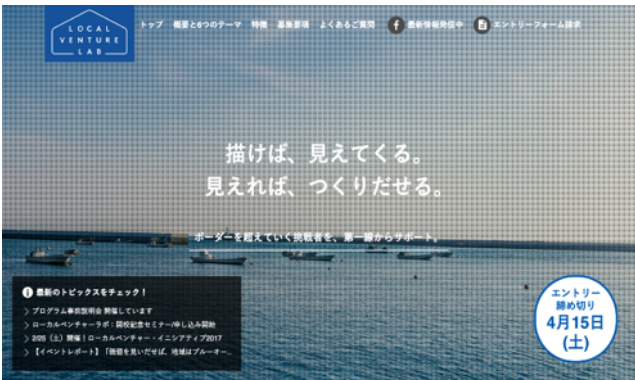 LOCAL
VENTURE
LAB
トップ 概要と6つのテーマ 特徴 募集要項 よくあるご質問 f 最新情報発信中 エントリーフォーム請求
描けば、見えてくる。
見えれば、つくりだせる。
ボーダーを超えていく挑戦者を、第一線からサポート。
最新のトピックスをチェック！
> プログラム事前説明会 開催しています
> ローカルベンチャーラボ：開校記念セミナー/申し込み開始
> 2/25（土）開催！ローカルベンチャー・イニシアティブ2017
> 【イベントレポート】「価値を見いだせば、地域はブルーオー...
エントリー
締め切り
4月15日
(土)